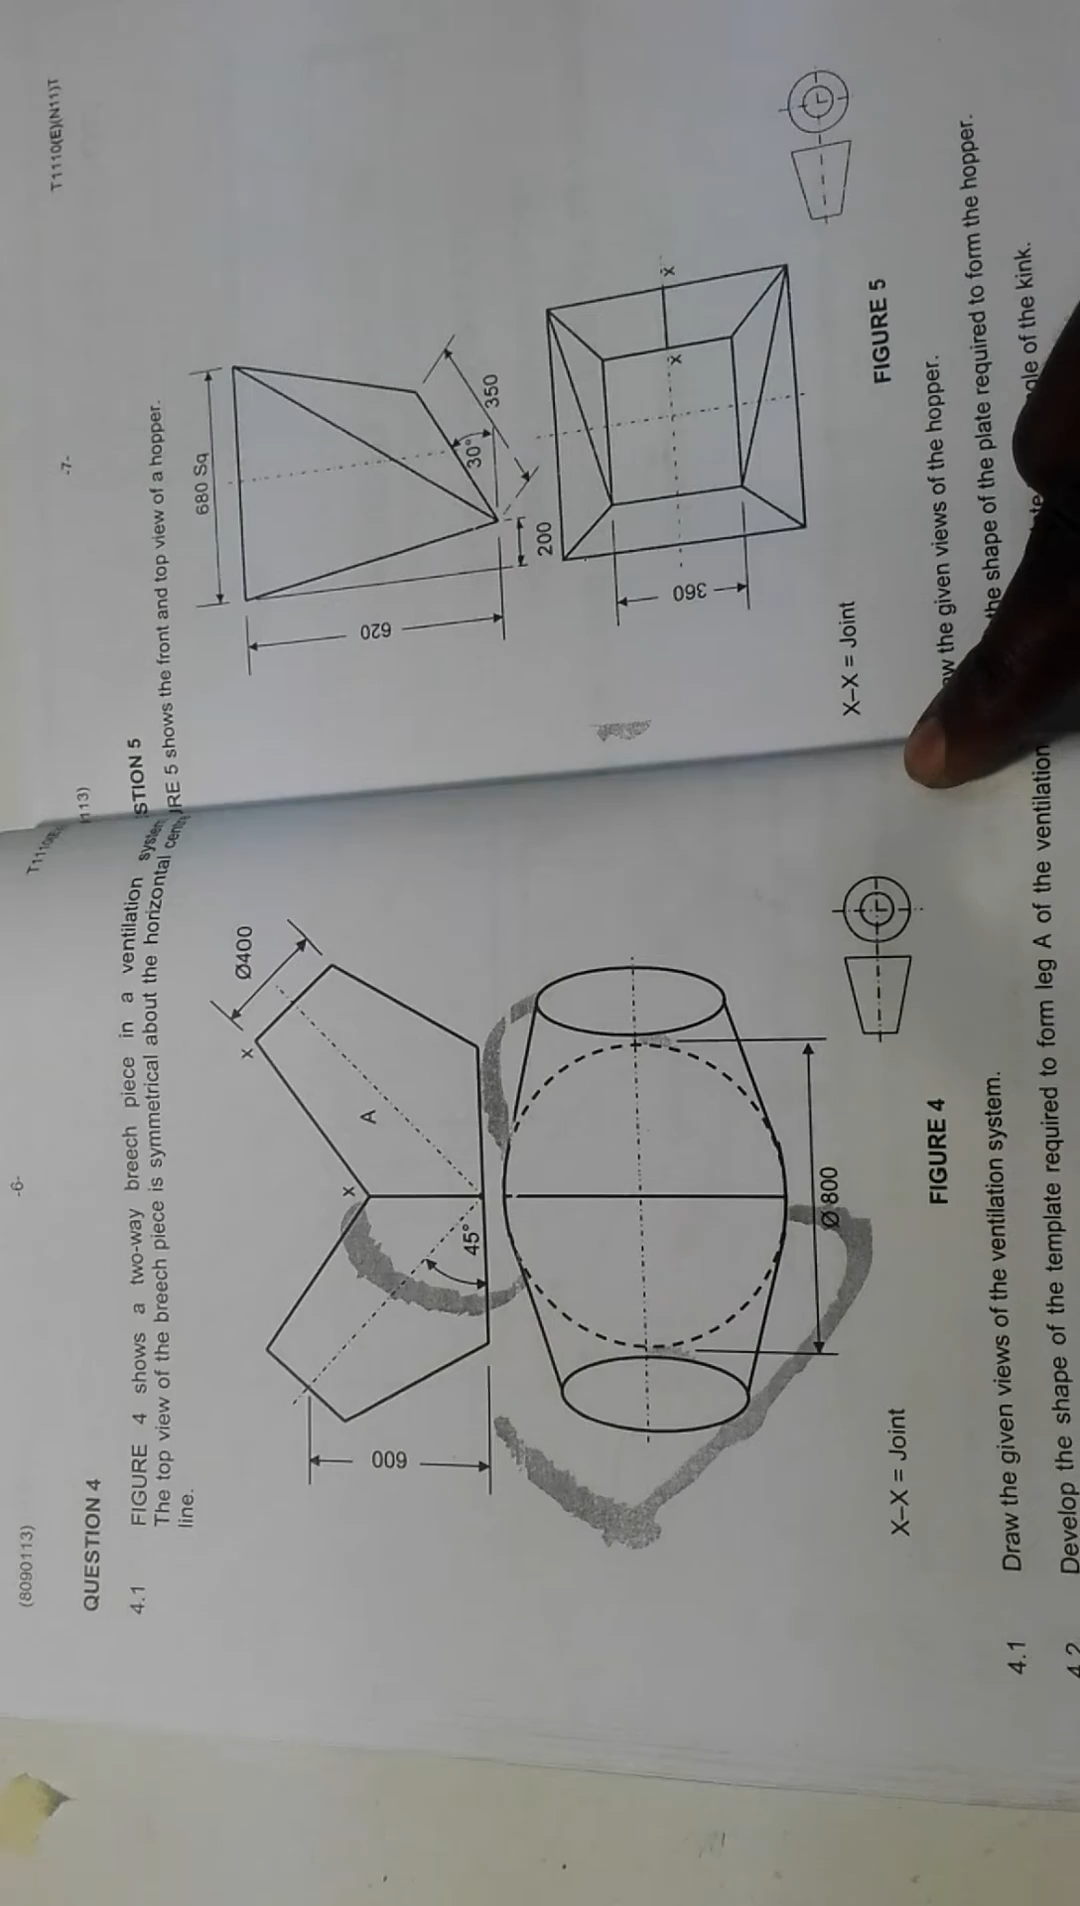 (8090113)
-6-
QUESTION 4
4.1 FIGURE 4 shows a two-way breech piece in a ventilation system
The top view of the breech piece is symmetrical about the horizontal centre
line.
Ø400
X
A
X
45°
600
Ø 800
X–X = Joint
FIGURE 4
4.1 Draw the given views of the ventilation system.
4.2 Develop the shape of the template required to form leg A of the ventilation
-7-
T1110(E)(N11)T
113)
STION 5
RE 5 shows the front and top view of a hopper.
680 Sq
620
30°
350
200
360
X
X
X–X = Joint
FIGURE 5
w the given views of the hopper.
the shape of the plate required to form the hopper.
gle of the kink.